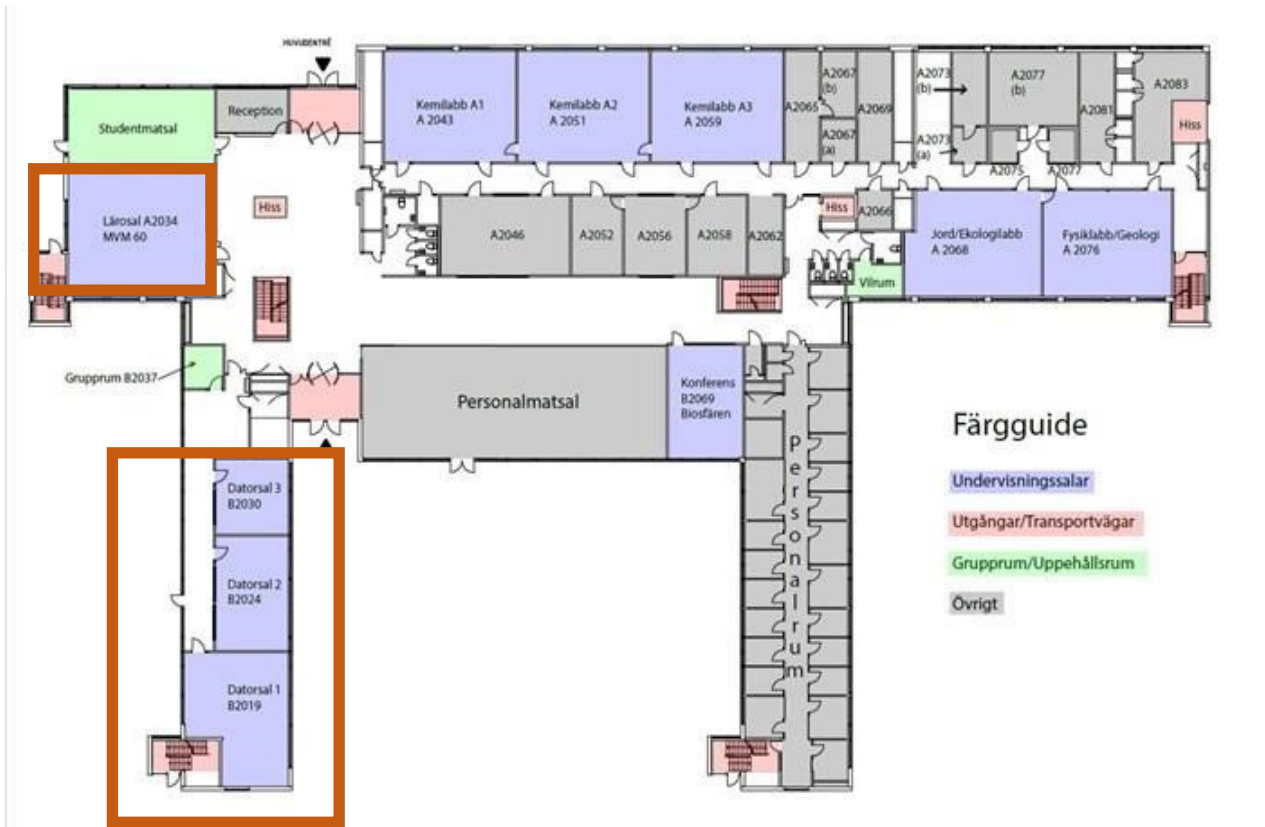 HUVUDENTRÉ
Studentmatsal
Reception
Kemilabb A1
A 2043
Kemilabb A2
A 2051
Kemilabb A3
A 2059
A2065
A2067
(b)
A2067
(a)
A2069
A2073
(b)
A2073
(a)
A2077
(b)
A2081
A2083
Hiss
A2075
A2077
Lärosal A2034
MVM 60
Hiss
A2046
A2052
A2056
A2058
A2062
Hiss
A2066
Vilrum
Jord/Ekologilabb
A 2068
Fysiklabb/Geologi
A 2076
Grupprum B2037
Personalmatsal
Konferens
B2069
Biosfären
Personalrum
Datorsal 3
B2030
Datorsal 2
B2024
Datorsal 1
B2019
Färgguide
Undervisningssalar
Utgångar/Transportvägar
Grupprum/Uppehållsrum
Övrigt